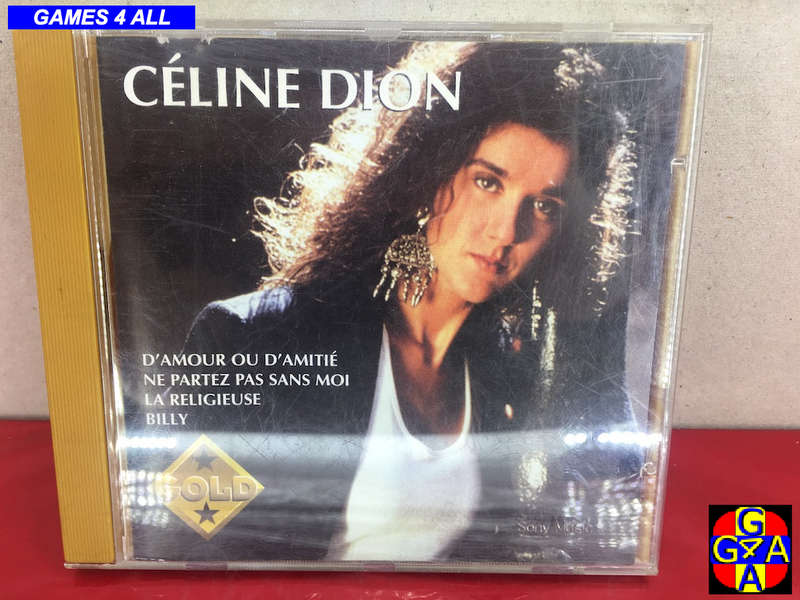 GAMES 4 ALL
CÉLINE DION
D'AMOUR OU D'AMITIÉ
NE PARTEZ PAS SANS MOI
LA RELIGIEUSE
BILLY
GOLD
Sony Music
G
G4A
A